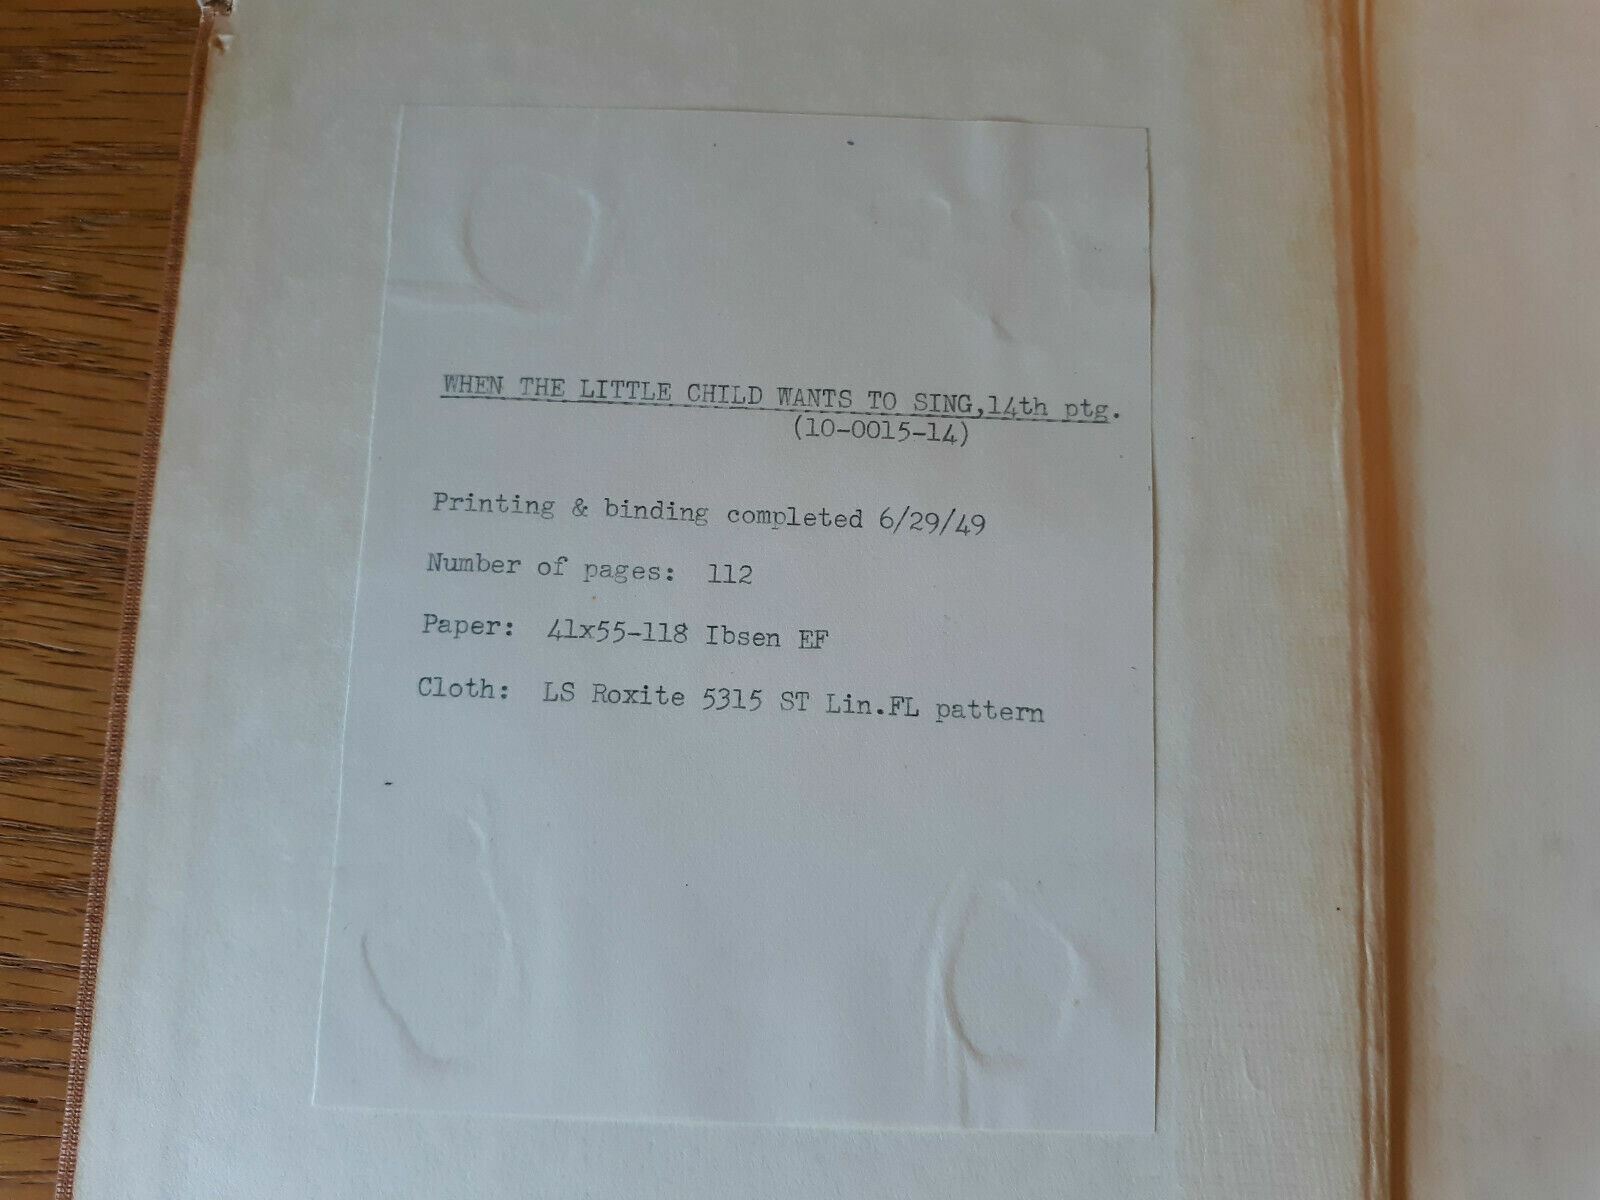 WHEN THE LITTLE CHILD WANTS TO SING,14th ptg.
(10-0015-14)
Printing & binding completed 6/29/49
Number of pages: 112
Paper: 41x55-118 Ibsen EF
Cloth: LS Roxite 5315 ST Lin.FL pattern